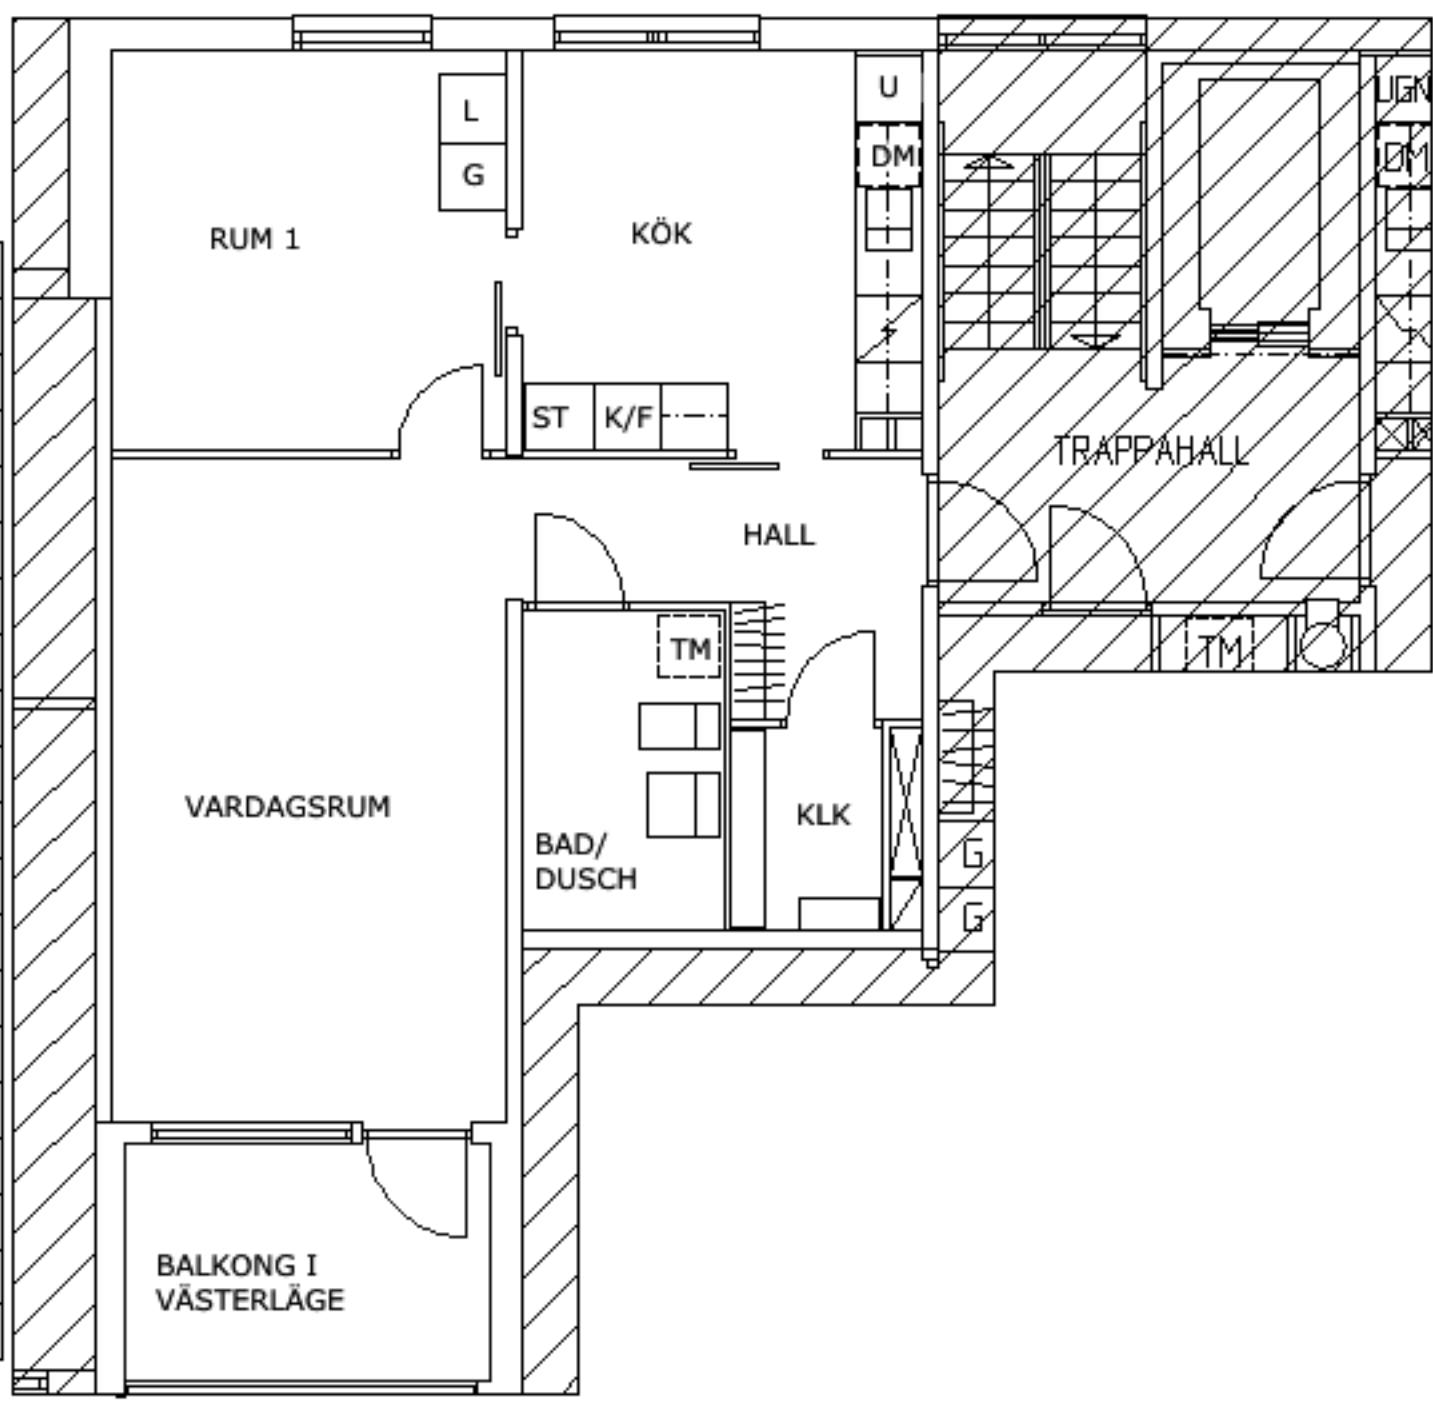 L
U
UGN
DM
DM
G
RUM 1
KÖK
ST
K/F
TRAPPAHALL
HALL
TM
TM
VARDAGSRUM
KLK
BAD/
DUSCH
G
G
BALKONG I
VÄSTERLÄGE